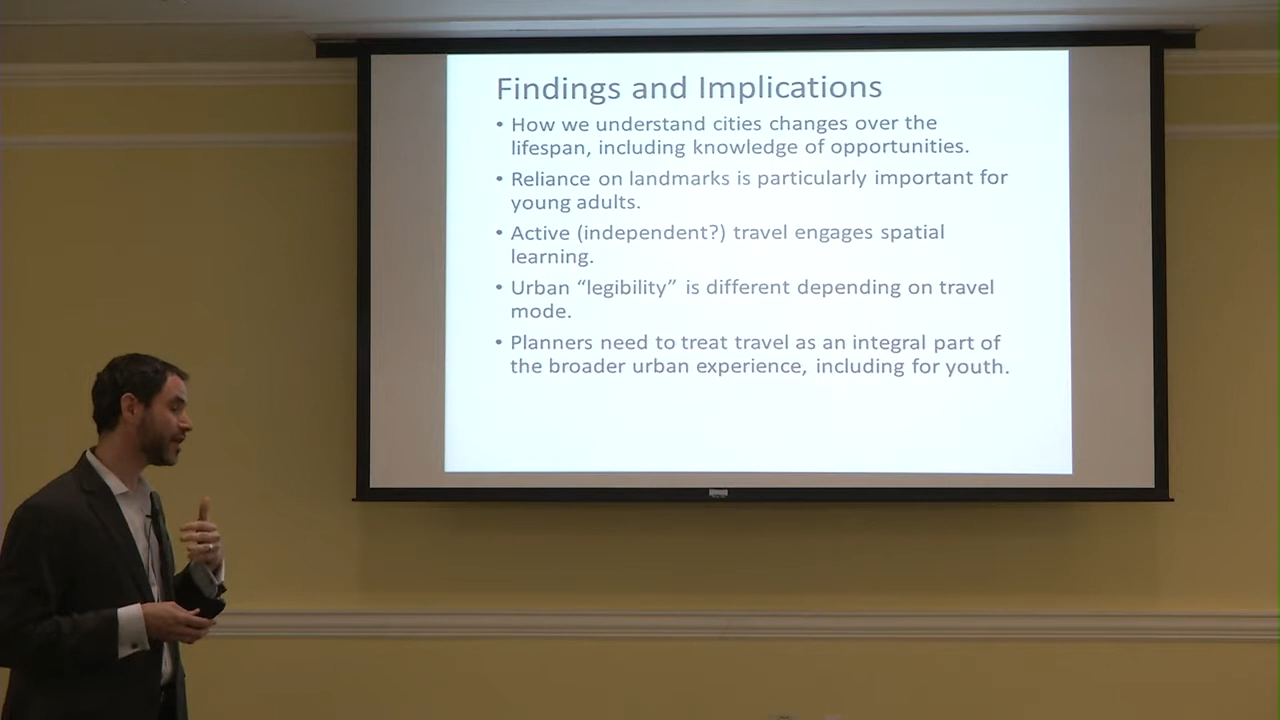 Findings and Implications
• How we understand cities changes over the
lifespan, including knowledge of opportunities.
• Reliance on landmarks is particularly important for
young adults.
• Active (independent?) travel engages spatial
learning.
• Urban “legibility” is different depending on travel
mode.
• Planners need to treat travel as an integral part of
the broader urban experience, including for youth.